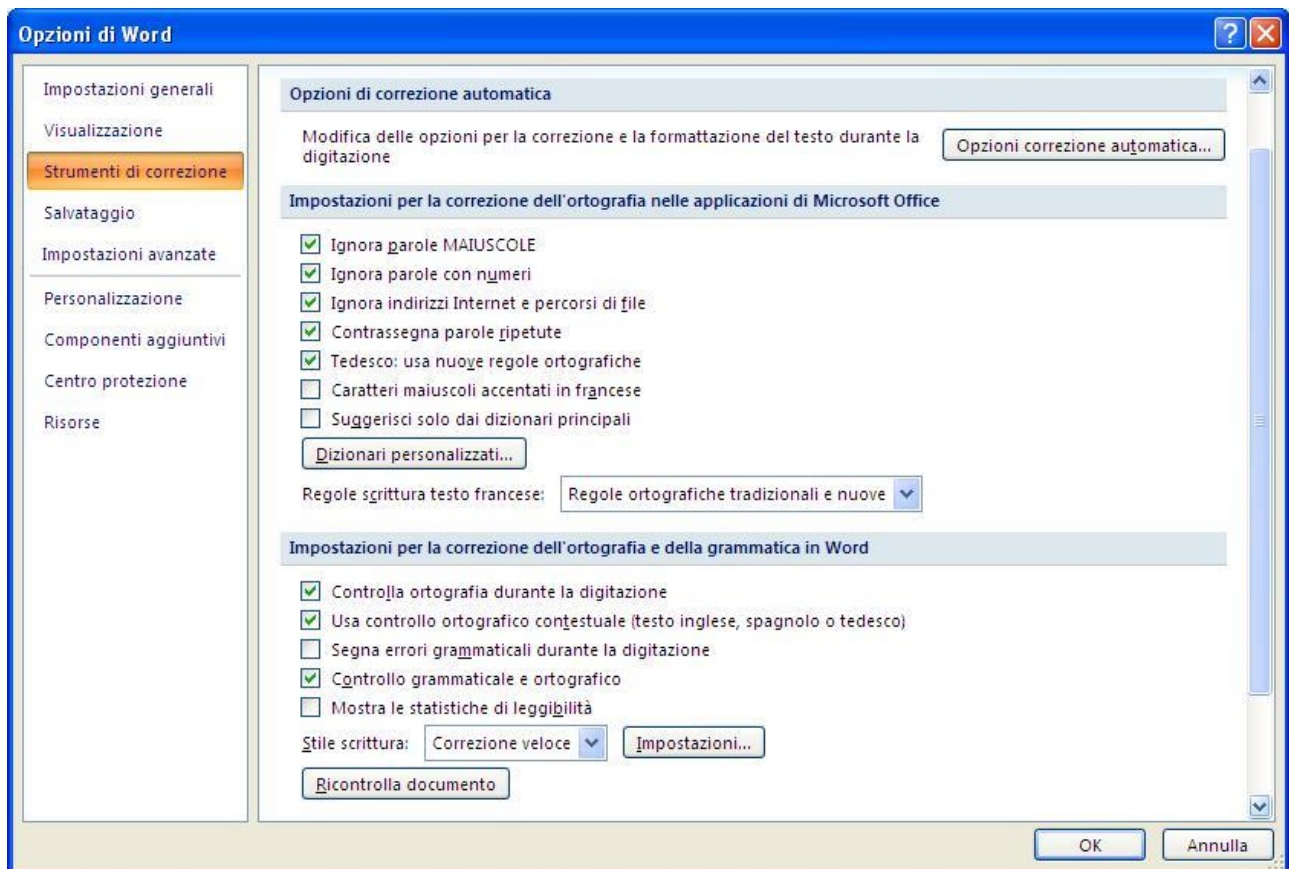 Opzioni di Word
Impostazioni generali
Visualizzazione
Strumenti di correzione
Salvataggio
Impostazioni avanzate
Personalizzazione
Componenti aggiuntivi
Centro protezione
Risorse
Opzioni di correzione automatica
Modifica delle opzioni per la correzione e la formattazione del testo durante la
digitazione
Opzioni correzione automatica...
Impostazioni per la correzione dell'ortografia nelle applicazioni di Microsoft Office
Ignora parole MAIUSCOLE
Ignora parole con numeri
Ignora indirizzi Internet e percorsi di file
Contrassegna parole ripetute
Tedesco: usa nuove regole ortografiche
Caratteri maiuscoli accentati in francese
Suggerisci solo dai dizionari principali
Dizionari personalizzati...
Regole scrittura testo francese: Regole ortografiche tradizionali e nuove
Impostazioni per la correzione dell'ortografia e della grammatica in Word
Controlla ortografia durante la digitazione
Usa controllo ortografico contestuale (testo inglese, spagnolo o tedesco)
Segna errori grammaticali durante la digitazione
Controllo grammaticale e ortografico
Mostra le statistiche di leggibilità
Stile scrittura: Correzione veloce Impostazioni...
Ricontrolla documento
OK Annulla